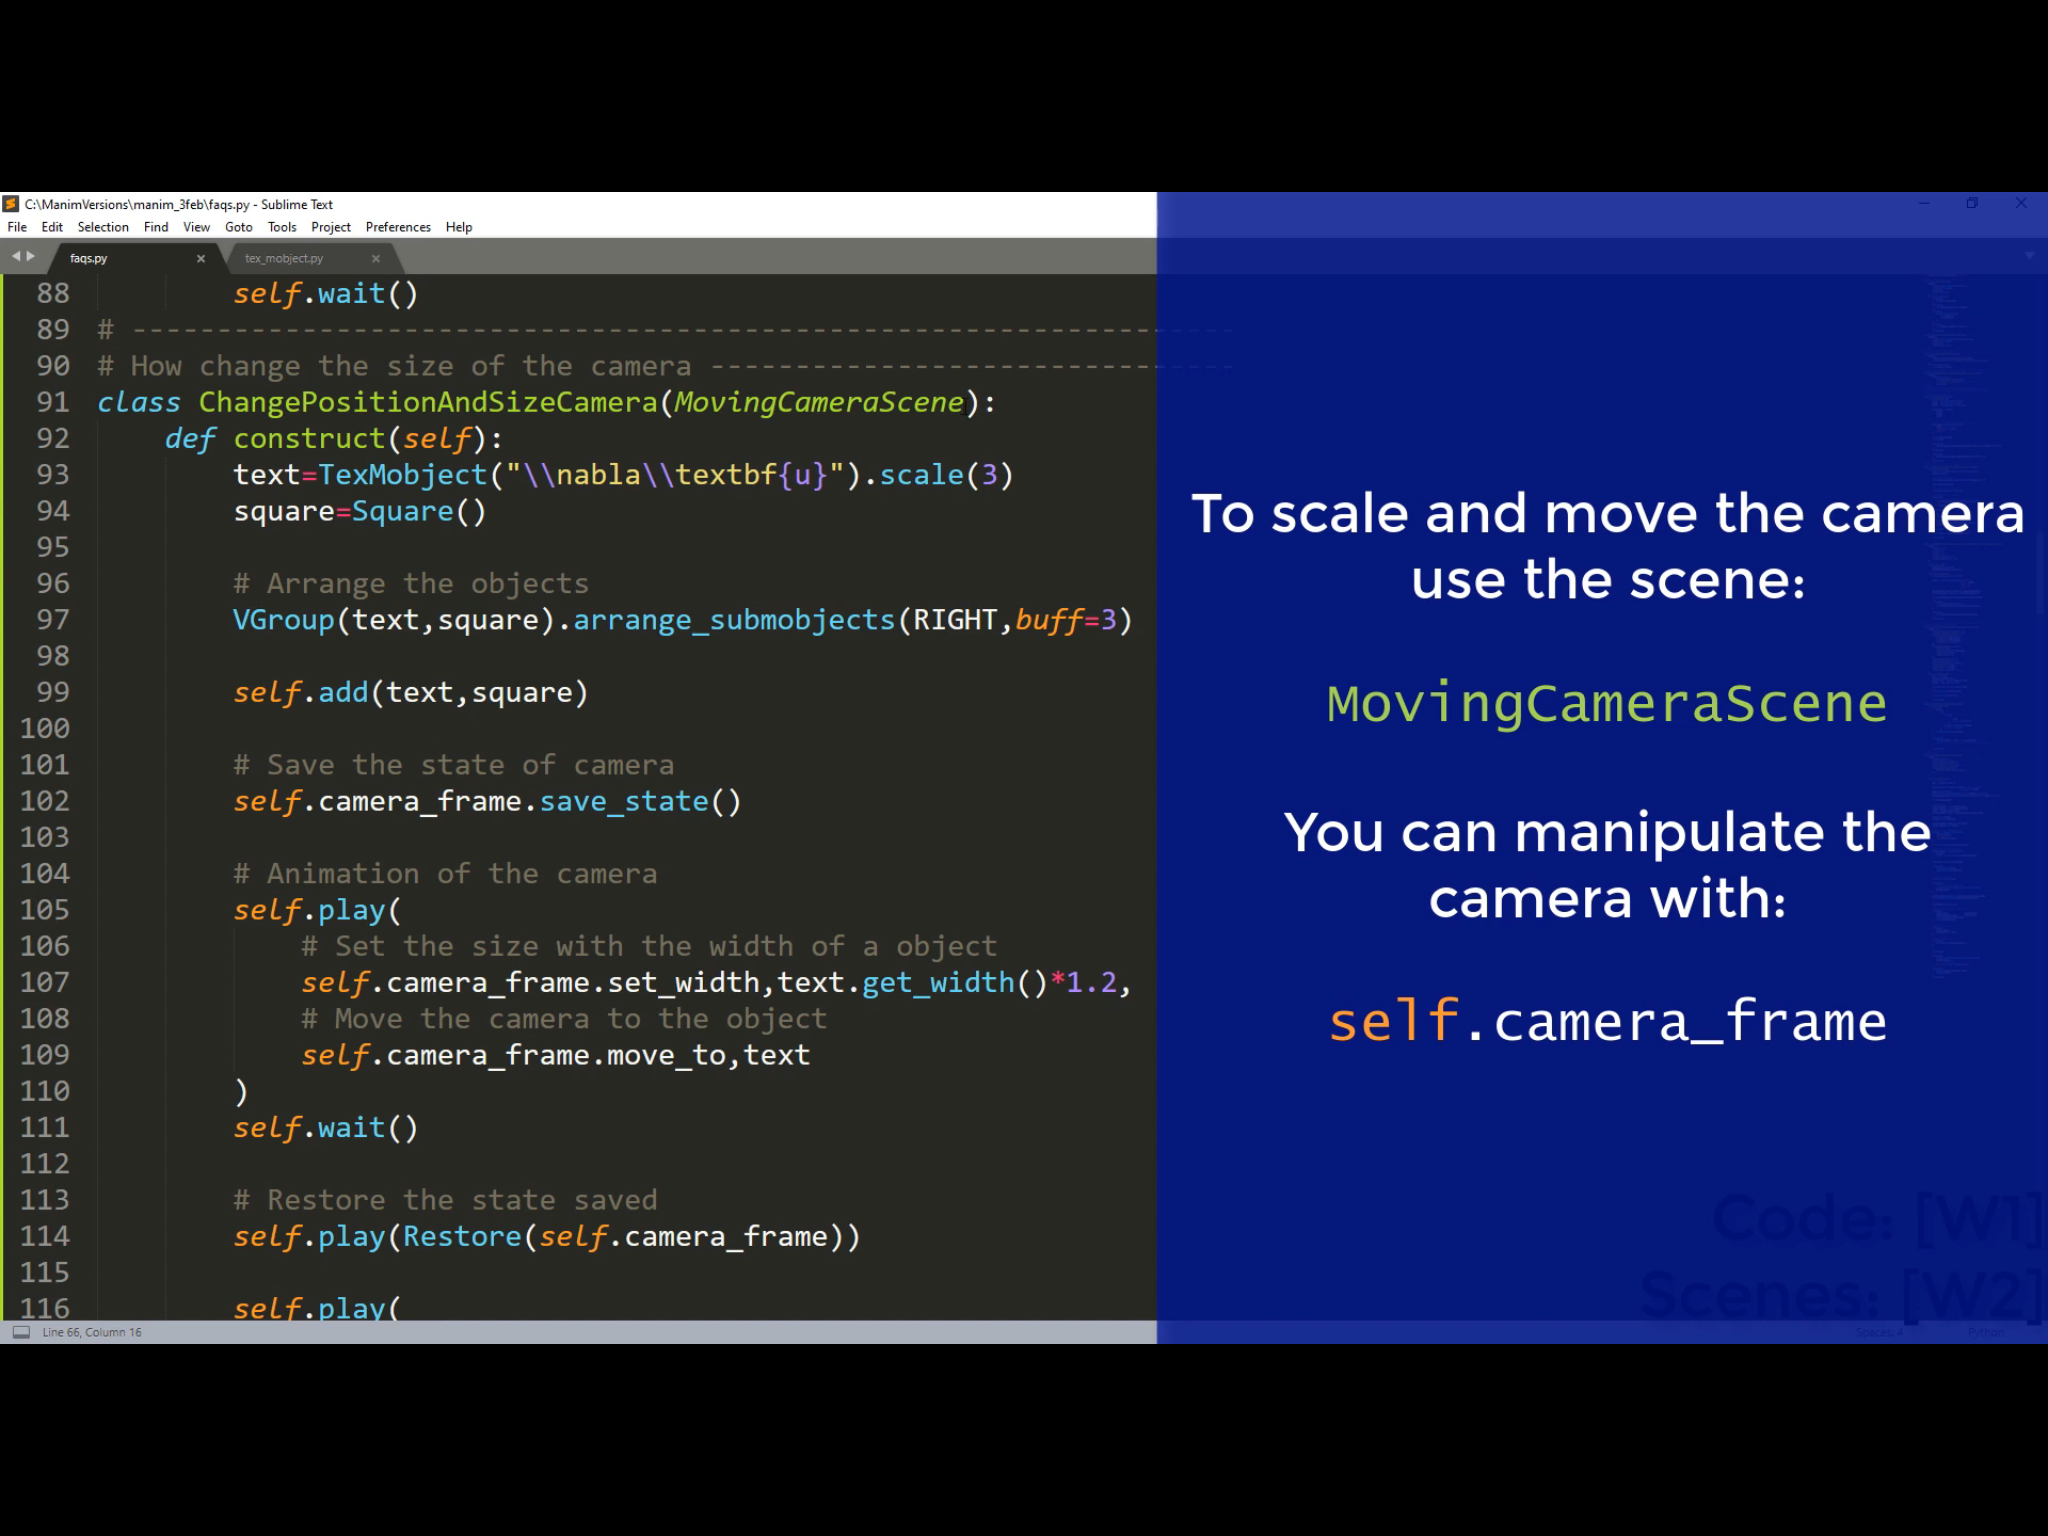 C:\ManimVersions\manim_3feb\faqs.py - Sublime Text
File Edit Selection Find View Goto Tools Project Preferences Help
faqs.py tex_mobject.py
88 self.wait()
89 # -----------------------------------------------------------------
90 # How change the size of the camera -------------------------------
91 class ChangePositionAndSizeCamera(MovingCameraScene):
92 def construct(self):
93 text=TexMobject("\\nabla\\textbf{u}").scale(3)
94 square=Square()
95
96 # Arrange the objects
97 VGroup(text,square).arrange_submobjects(RIGHT,buff=3)
98
99 self.add(text,square)
100
101 # Save the state of camera
102 self.camera_frame.save_state()
103
104 # Animation of the camera
105 self.play(
106 # Set the size with the width of a object
107 self.camera_frame.set_width,text.get_width()*1.2,
108 # Move the camera to the object
109 self.camera_frame.move_to,text
110 )
111 self.wait()
112
113 # Restore the state saved
114 self.play(Restore(self.camera_frame))
115
116 self.play(
Line 66, Column 16
To scale and move the camera
use the scene:
MovingCameraScene
You can manipulate the
camera with:
self.camera_frame
Code: [W1]
Scenes: [W2]
Spaces: 4 Python